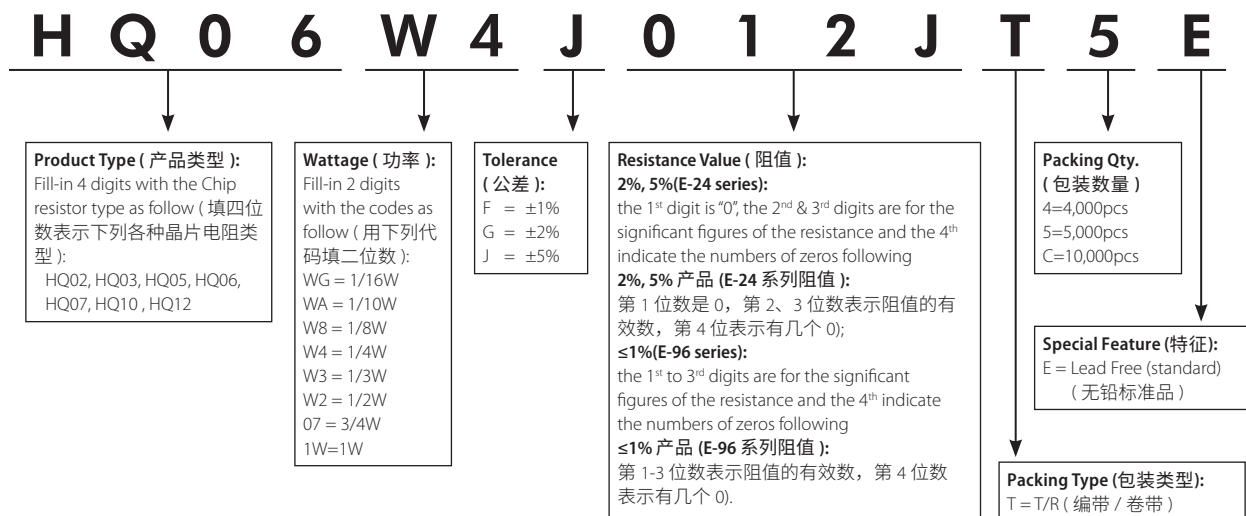 HQ06W4J012JT5E
Product Type ( 产品类型 ):
Fill-in 4 digits with the Chip
resistor type as follow ( 填四位
数表示下列各种晶片电阻类
型 ):
HQ02, HQ03, HQ05, HQ06,
HQ07, HQ10 , HQ12
Wattage ( 功率 ):
Fill-in 2 digits
with the codes as
follow ( 用下列代
码填二位数 ):
WG = 1/16W
WA = 1/10W
W8 = 1/8W
W4 = 1/4W
W3 = 1/3W
W2 = 1/2W
07 = 3/4W
1W=1W
Tolerance
( 公差 ):
F = ±1%
G = ±2%
J = ±5%
Resistance Value ( 阻值 ):
2%, 5%(E-24 series):
the 1st digit is “0”, the 2nd & 3rd digits are for the
significant figures of the resistance and the 4th
indicate the numbers of zeros following
2%, 5% 产品 (E-24 系列阻值 ):
第 1 位数是 0，第 2、3 位数表示阻值的有
效数，第 4 位表示有几个 0);
≤1%(E-96 series):
the 1st to 3rd digits are for the significant
figures of the resistance and the 4th indicate
the numbers of zeros following
≤1% 产品 (E-96 系列阻值 ):
第 1-3 位数表示阻值的有效数，第 4 位数
表示有几个 0).
Packing Qty.
( 包装数量 )
4=4,000pcs
5=5,000pcs
C=10,000pcs
Special Feature (特征):
E = Lead Free (standard)
( 无铅标准品 )
Packing Type (包装类型):
T = T/R ( 编带 / 卷带 )